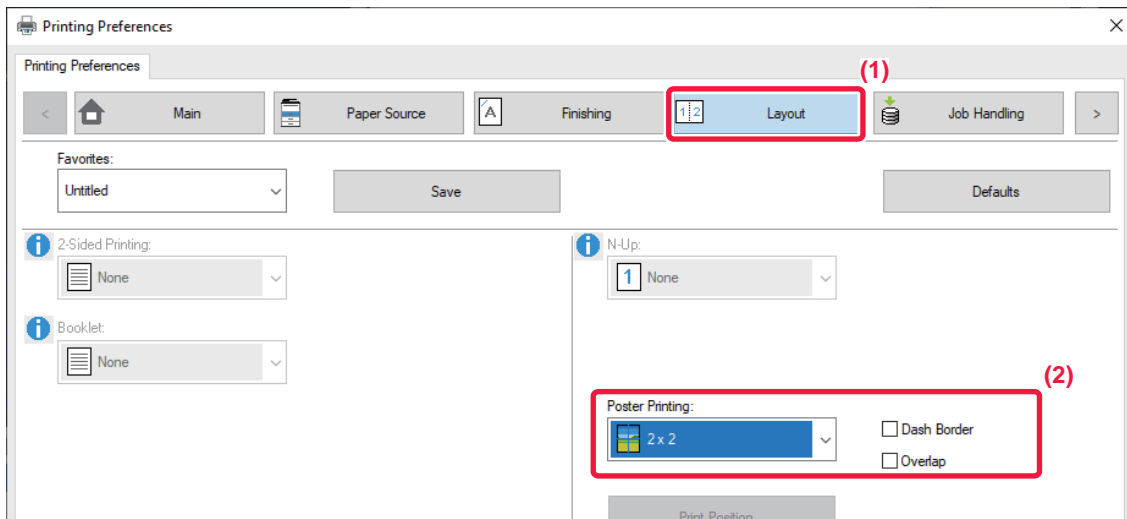 Printing Preferences
Printing Preferences
(1)
< Main Paper Source A Finishing 1 2 Layout Job Handling >
Favorites:
Untitled Save Defaults
2-Sided Printing:
None
Booklet:
None
N-Up:
1 None
(2)
Poster Printing:
2 x 2
Dash Border
Overlap
Print Position